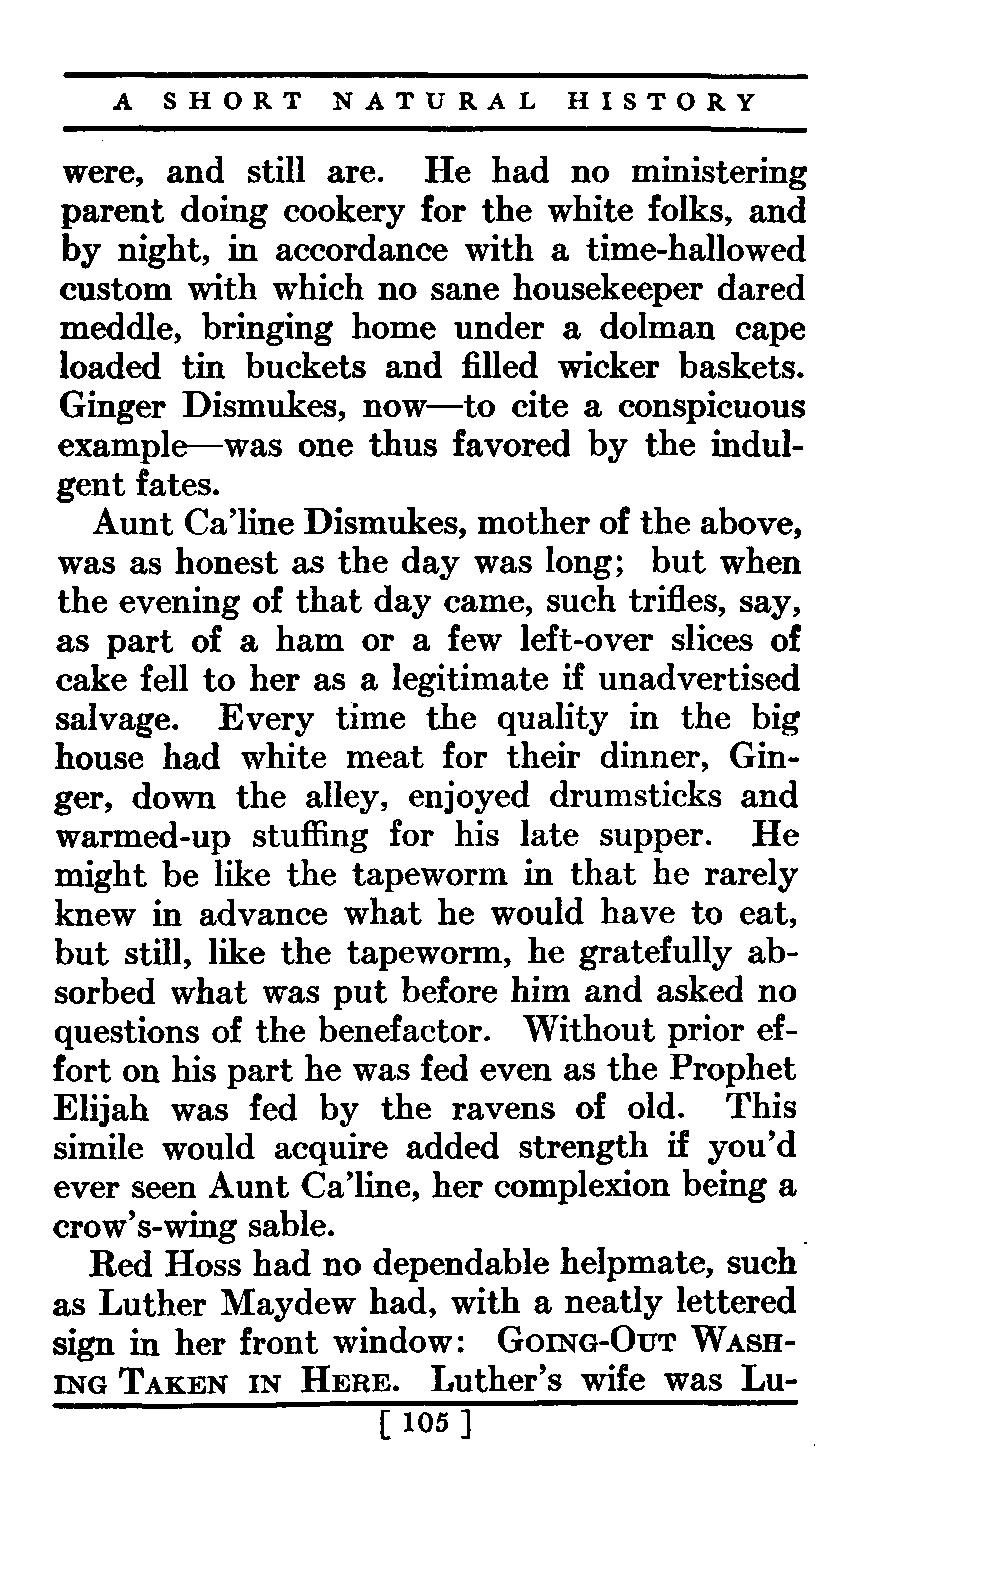 A SHORT NATURAL HISTORY
were, and still are. He had no ministering
parent doing cookery for the white folks, and
by night, in accordance with a time-hallowed
custom with which no sane housekeeper dared
meddle, bringing home under a dolman cape
loaded tin buckets and filled wicker baskets.
Ginger Dismukes, now—to cite a conspicuous
example—was one thus favored by the indul-
gent fates.
Aunt Ca'line Dismukes, mother of the above,
was as honest as the day was long; but when
the evening of that day came, such trifles, say,
as part of a ham or a few left-over slices of
cake fell to her as a legitimate if unadvertised
salvage. Every time the quality in the big
house had white meat for their dinner, Gin-
ger, down the alley, enjoyed drumsticks and
warmed-up stuffing for his late supper. He
might be like the tapeworm in that he rarely
knew in advance what he would have to eat,
but still, like the tapeworm, he gratefully ab-
sorbed what was put before him and asked no
questions of the benefactor. Without prior ef-
fort on his part he was fed even as the Prophet
Elijah was fed by the ravens of old. This
simile would acquire added strength if you'd
ever seen Aunt Ca'line, her complexion being a
crow's-wing sable.
Red Hoss had no dependable helpmate, such
as Luther Maydew had, with a neatly lettered
sign in her front window: GOING-OUT WASH-
ING TAKEN IN HERE. Luther's wife was Lu-
[ 105 ]